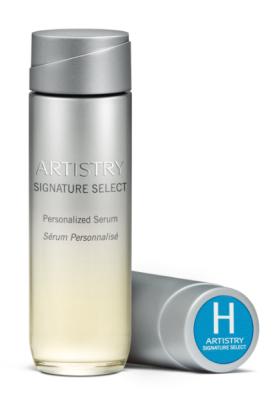 ARTISTRY
SIGNATURE SELECT
Personalized Serum
Sérum Personnalisé
H
ARTISTRY
SIGNATURE SELECT